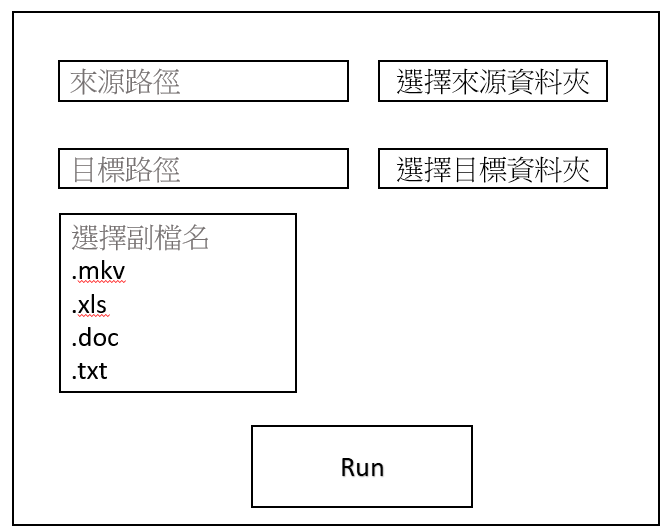 來源路徑
選擇來源資料夾
目標路徑
選擇目標資料夾
選擇副檔名
.mkv
.xls
.doc
.txt
Run